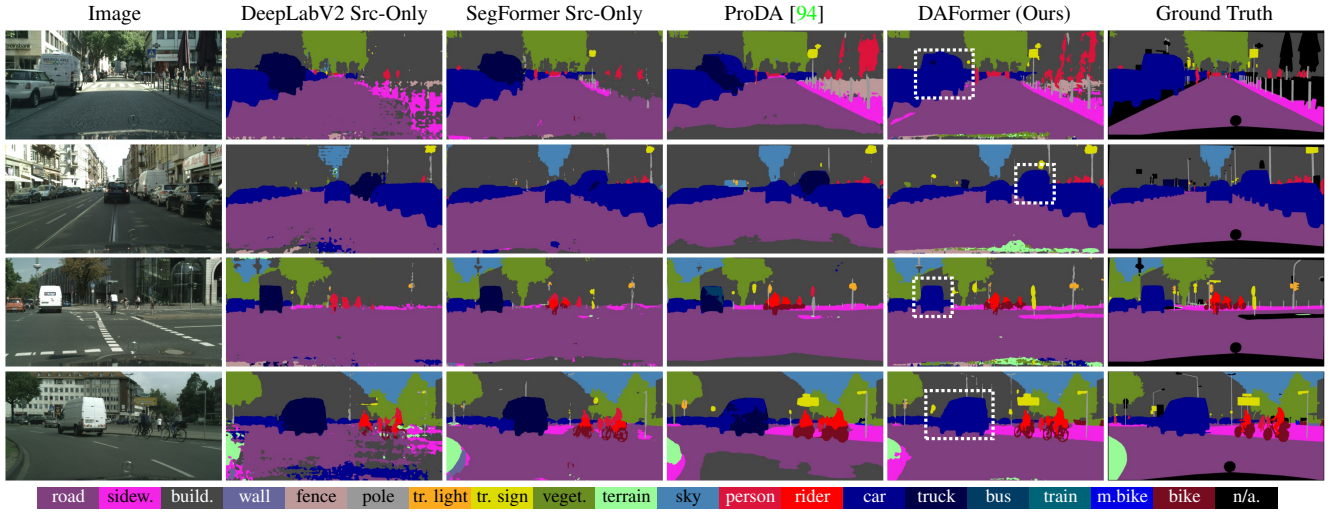 Image DeepLabV2 Src-Only SegFormer Src-Only ProDA [94] DAFormer (Ours) Ground Truth
road sidew. build. wall fence pole tr. light tr. sign veget. terrain sky person rider car truck bus train m.bike bike n/a.